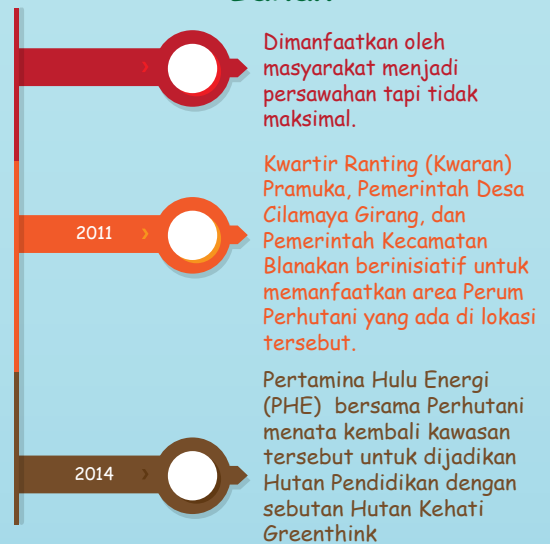 Dimanfaatkan oleh
masyarakat menjadi
persawahan tapi tidak
maksimal.
2011
Kwartir Ranting (Kwaran)
Pramuka, Pemerintah Desa
Cilamaya Girang, dan
Pemerintah Kecamatan
Blanakan berinisiatif untuk
memanfaatkan area Perum
Perhutani yang ada di lokasi
tersebut.
2014
Pertamina Hulu Energi
(PHE) bersama Perhutani
menata kembali kawasan
tersebut untuk dijadikan
Hutan Pendidikan dengan
sebutan Hutan Kehati
Greenthink